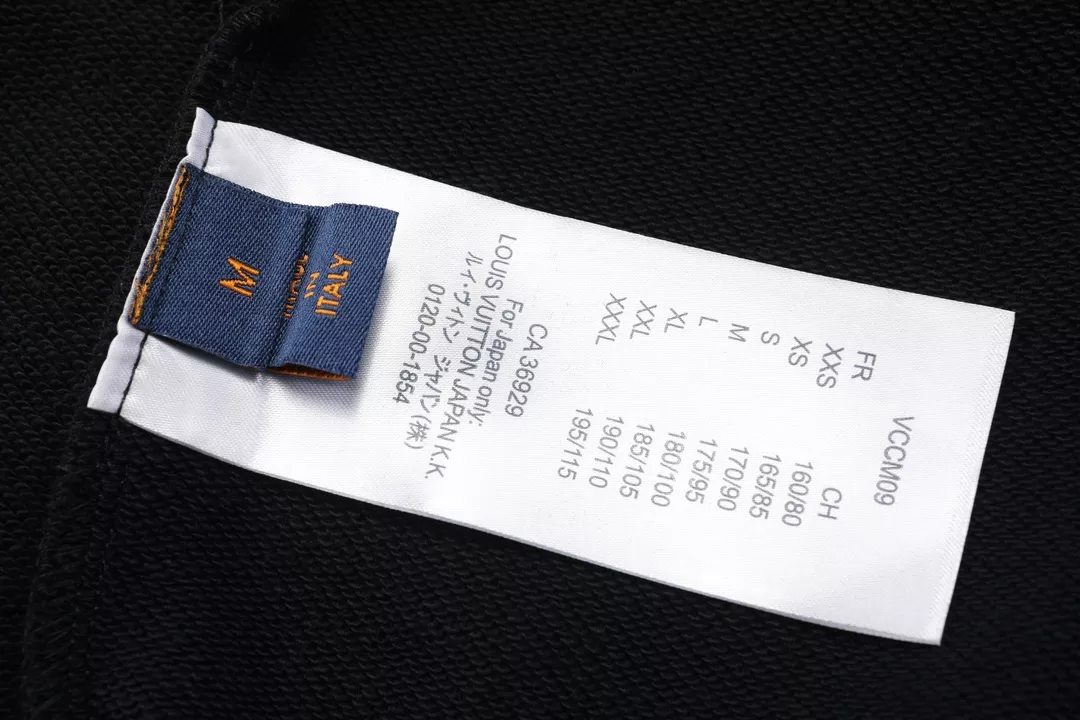 M
MADE
IN
ITALY
VCCM09
FR CH
XXS 160/80
XS 165/85
S 170/90
M 175/95
L 180/100
XL 185/105
XXL 190/110
XXXL 195/115
CA 36929
For Japan only:
LOUIS VUITTON JAPAN K.K.
ルイ・ヴィトン ジャパン(株)
0120-00-1854